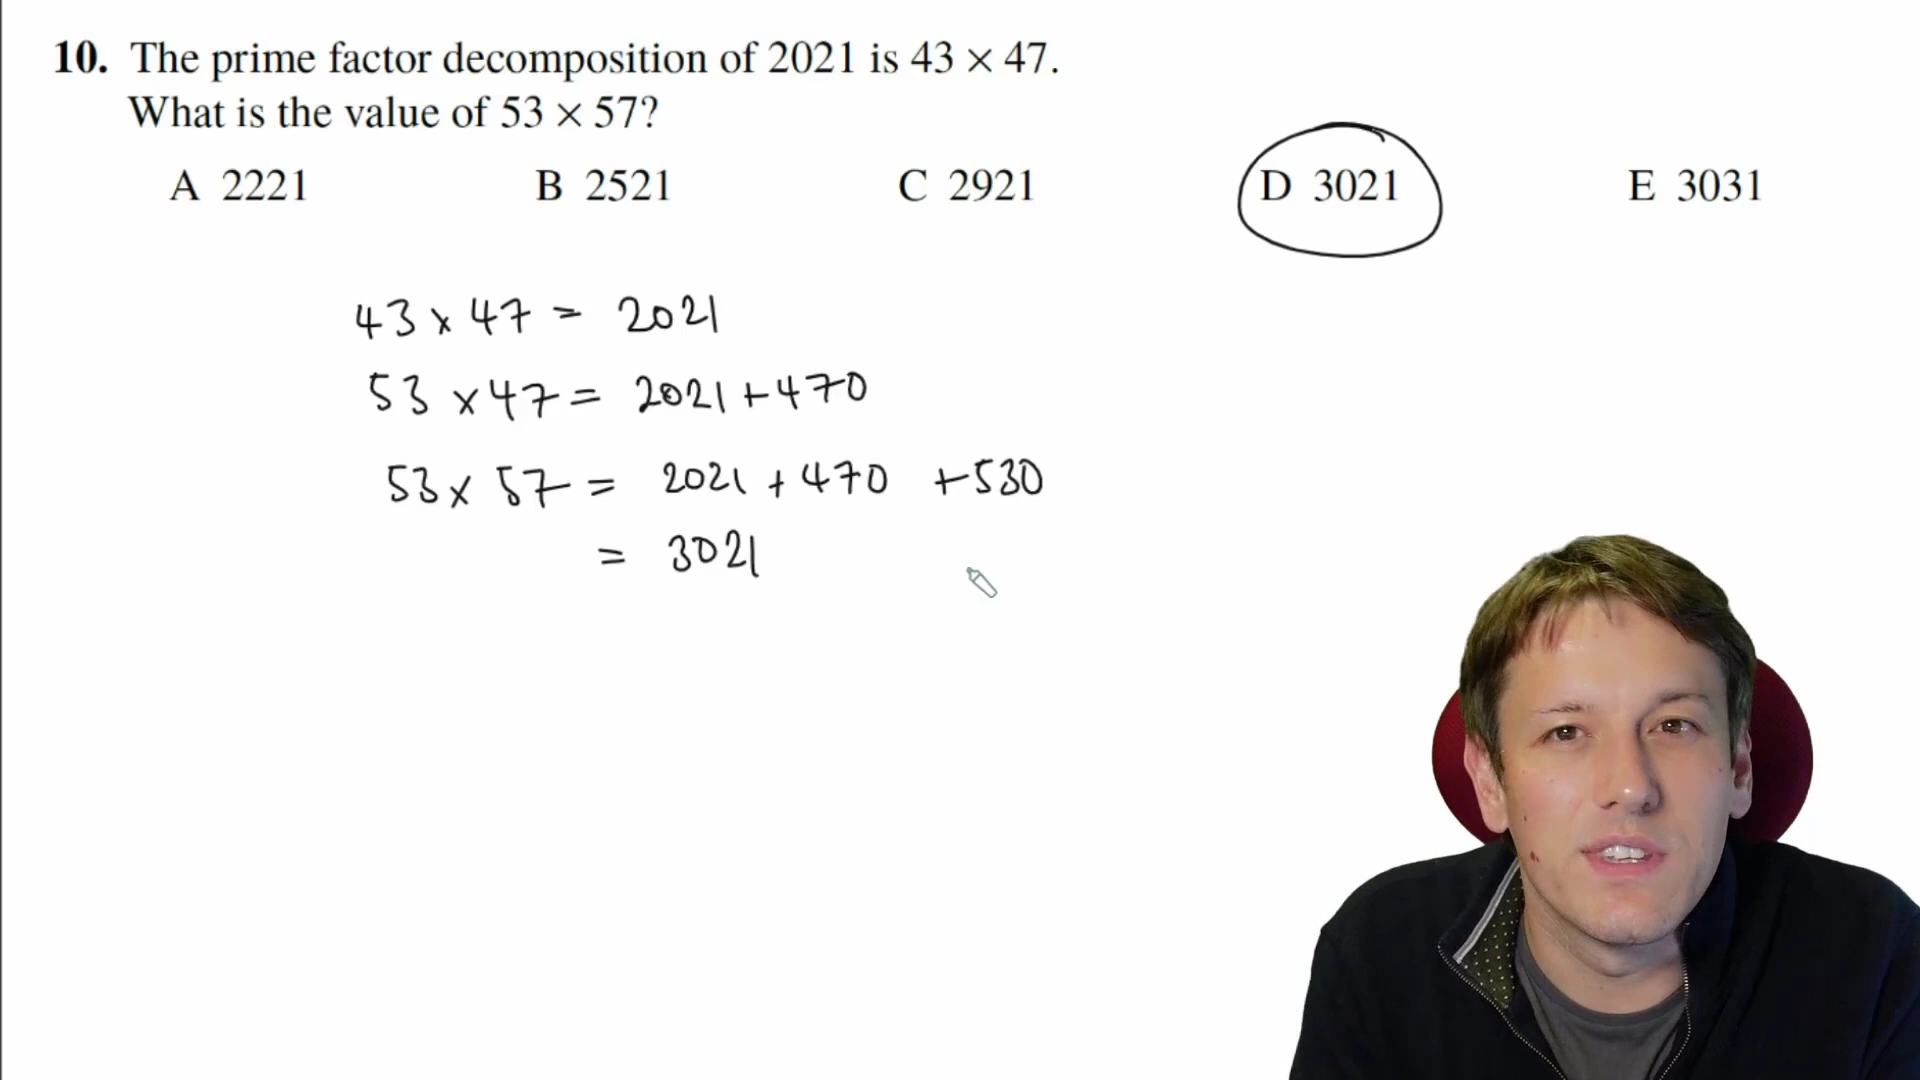 10. The prime factor decomposition of 2021 is 43 × 47.
What is the value of 53 × 57?
A 2221 B 2521 C 2921 D 3021 E 3031
43 × 47 = 2021
53 × 47 = 2021 + 470
53 × 57 = 2021 + 470 + 530
= 3021